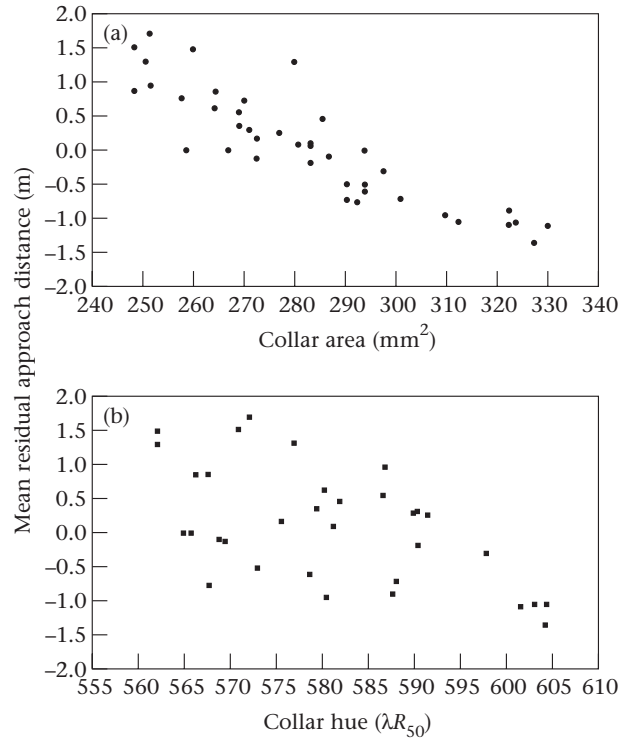 Mean residual approach distance (m)
(a)
2.0
1.5
1.0
0.5
0.0
–0.5
–1.0
–1.5
–2.0
240 250 260 270 280 290 300 310 320 330 340
Collar area (mm²)
(b)
2.0
1.5
1.0
0.5
0.0
–0.5
–1.0
–1.5
–2.0
555 565 570 575 580 585 590 595 600 605 610
Collar hue (λR₅₀)